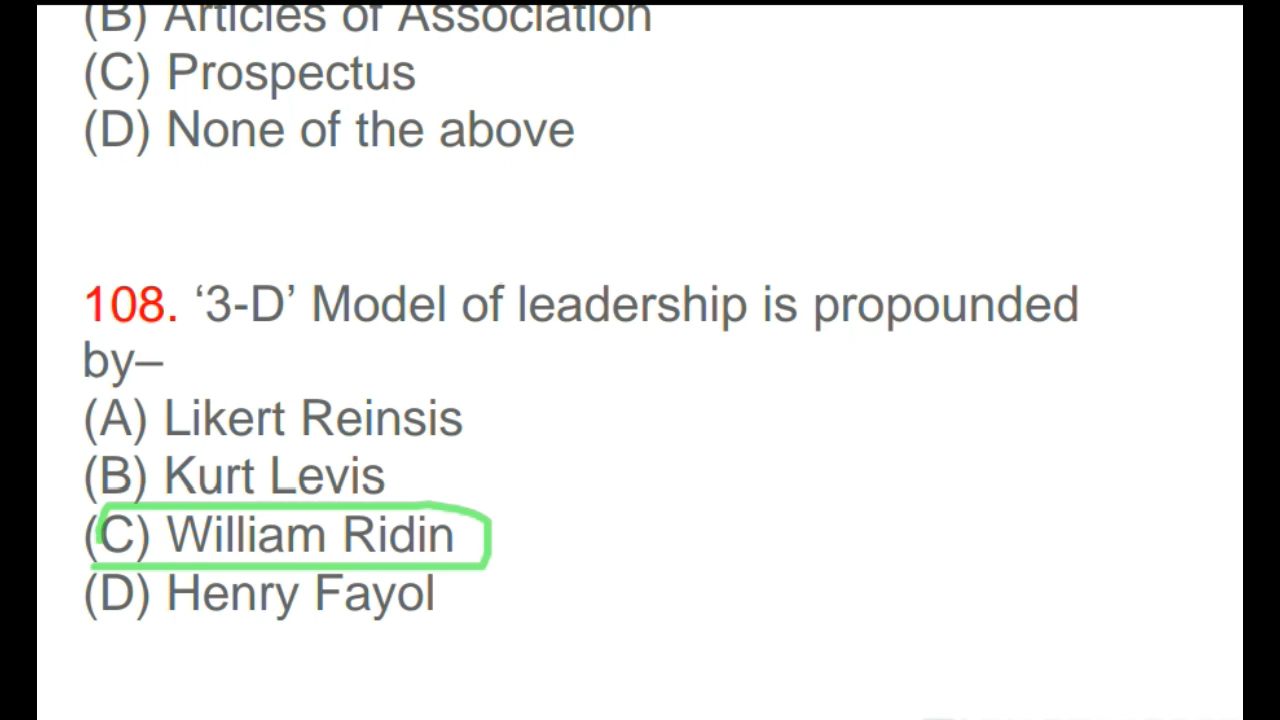 (B) Articles of Association
(C) Prospectus
(D) None of the above
108. ‘3-D’ Model of leadership is propounded
by–
(A) Likert Reinsis
(B) Kurt Levis
(C) William Ridin
(D) Henry Fayol